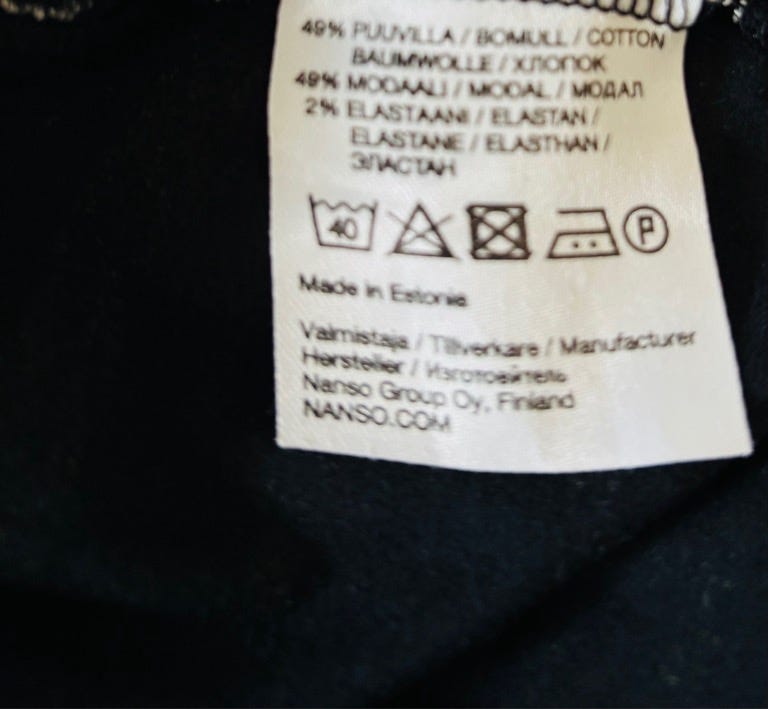 49% PUUVILLA / BOMULL / COTTON
BAUMWOLLE / ХЛОПОК
49% MODAALI / MODAL / МОДАЛ
2% ELASTAANI / ELASTAN /
ELASTANE / ELASTHAN /
ЭЛАСТАН
40 P
Made in Estonia
Valmistaja / Tillverkare / Manufacturer
Hersteller / Изготовитель
Nanso Group Oy, Finland
NANSO.COM